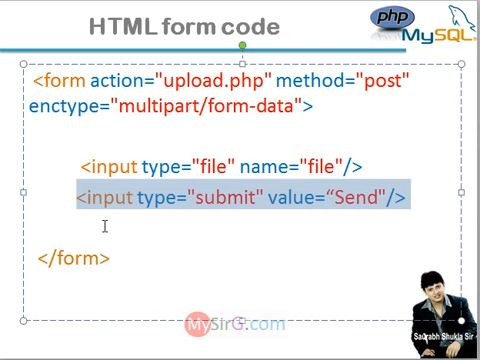 HTML form code
php
MySQL
<form action="upload.php" method="post"
enctype="multipart/form-data">
<input type="file" name="file"/>
<input type="submit" value=“Send"/>
</form>
MySirG.com
Saurabh Shukla Sir